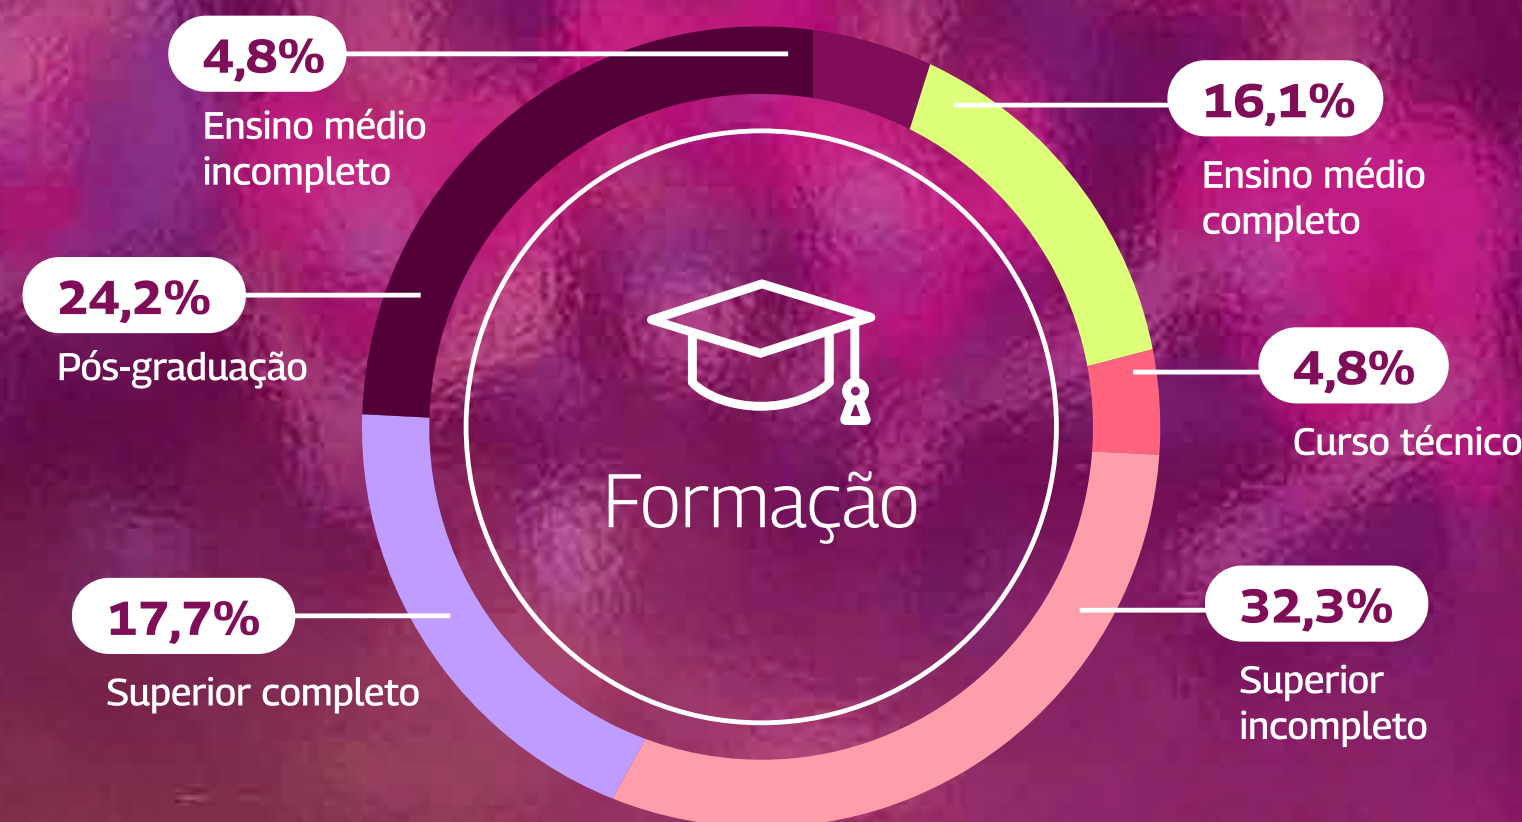 4,8%
Ensino médio
incompleto
16,1%
Ensino médio
completo
24,2%
Pós-graduação
4,8%
Curso técnico
Formação
17,7%
Superior completo
32,3%
Superior
incompleto